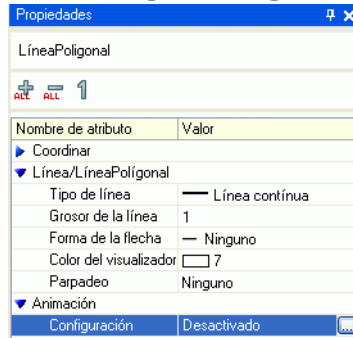 Propiedades
LíneaPoligonal
ALL ALL 1
Nombre de atributo Valor
Coordinar
Línea/LíneaPolígonal
Tipo de línea Línea contínua
Grosor de la línea 1
Forma de la flecha Ninguno
Color del visualizador 7
Parpadeo Ninguno
Animación
Configuración Desactivado ...